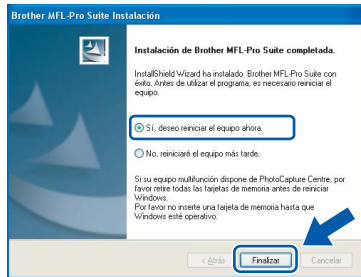 Brother MFL-Pro Suite Instalación
Instalación de Brother MFL-Pro Suite completada.
InstallShield Wizard ha instalado Brother MFL-Pro Suite con
éxito. Antes de utilizar el programa, es necesario reiniciar el
equipo.
Sí, deseo reiniciar el equipo ahora.
No, reiniciaré el equipo más tarde.
Si su equipo multifunción dispone de PhotoCapture Centre, por
favor retire todas las tarjetas de memoria antes de reiniciar
Windows.
Por favor no inserte una tarjeta de memoria hasta que
Windows esté operativo.
< Atrás Finalizar Cancelar